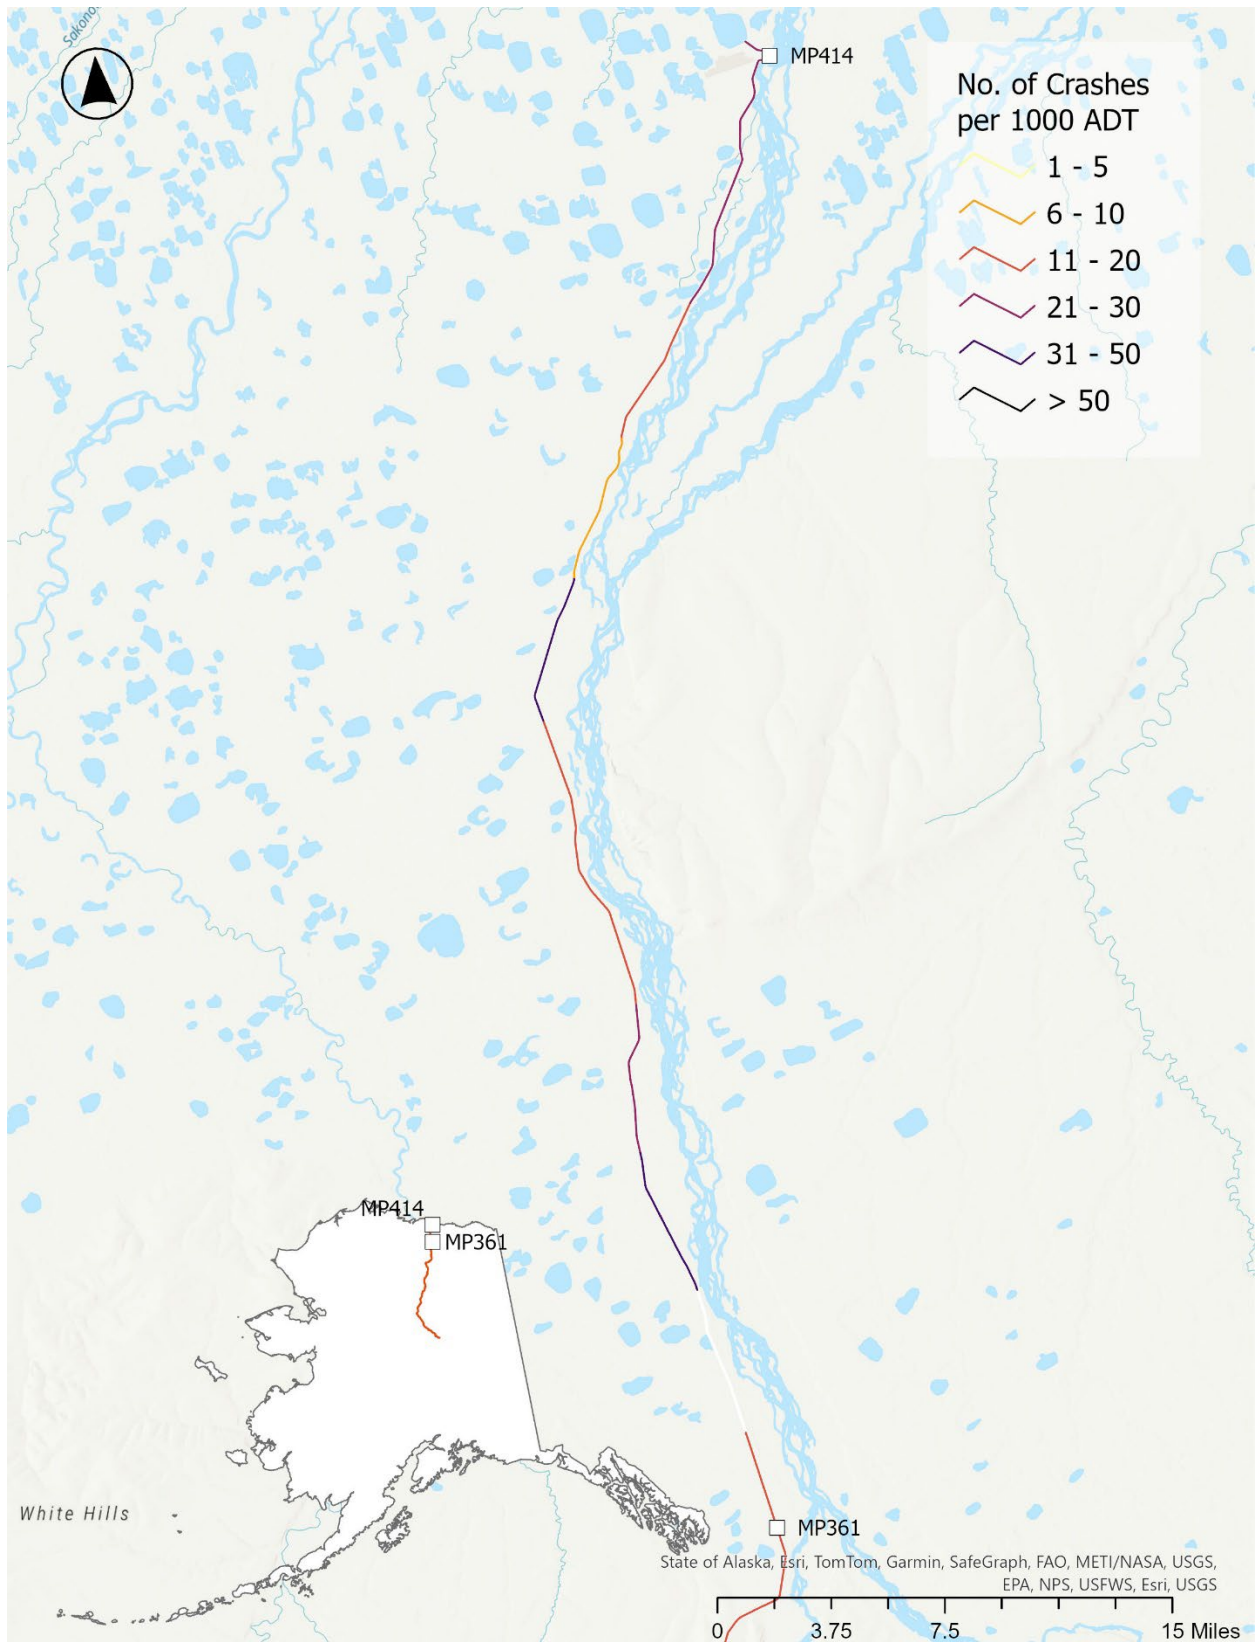 Sakono
MP414
No. of Crashes
per 1000 ADT
1 - 5
6 - 10
11 - 20
21 - 30
31 - 50
> 50
MP414
MP361
White Hills
MP361
State of Alaska, Esri, TomTom, Garmin, SafeGraph, FAO, METI/NASA, USGS,
EPA, NPS, USFWS, Esri, USGS
0 3.75 7.5 15 Miles